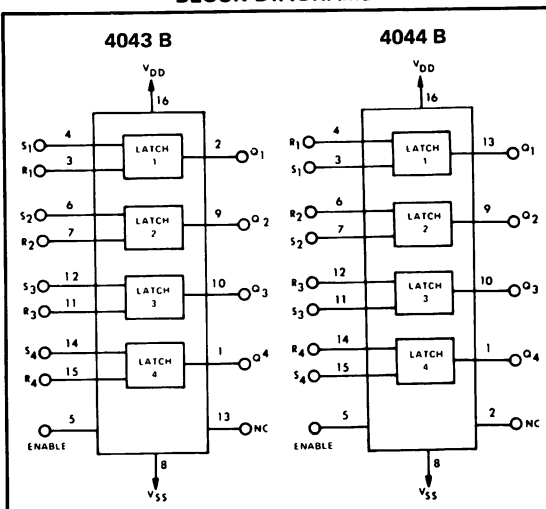 4043 B
VDD
16
S1 4 LATCH 1 2 Q1
R1 3
S2 6 LATCH 2 9 Q2
R2 7
S3 12 LATCH 3 10 Q3
R3 11
S4 14 LATCH 4 1 Q4
R4 15
5 13 NC
ENABLE
8
VSS
4044 B
VDD
16
R1 4 LATCH 1 13 Q1
S1 3
R2 6 LATCH 2 9 Q2
S2 7
R3 12 LATCH 3 10 Q3
S3 11
R4 14 LATCH 4 1 Q4
S4 15
5 2 NC
ENABLE
8
VSS